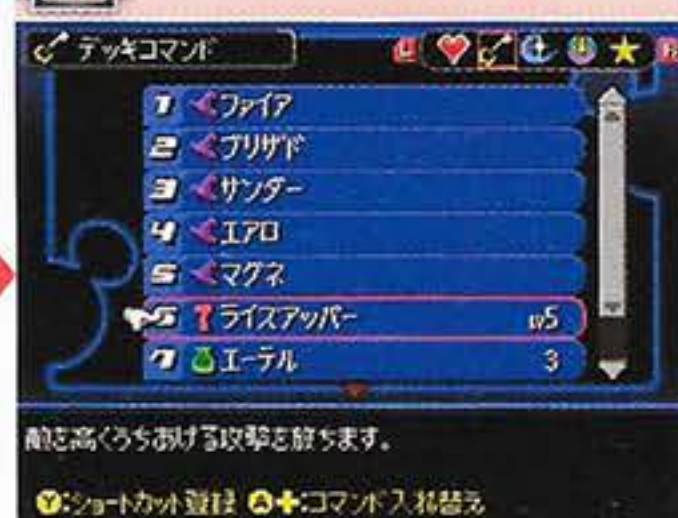 デッキコマンド L R
1 ファイア
2 ブリザド
3 サンダー
4 エアロ
5 マグネ
6 ライズアッパー LV5
7 エーテル 3
敵を高くうちあげる攻撃を放ちます。
Y:ショートカット登録 A+:コマンド入れ替え